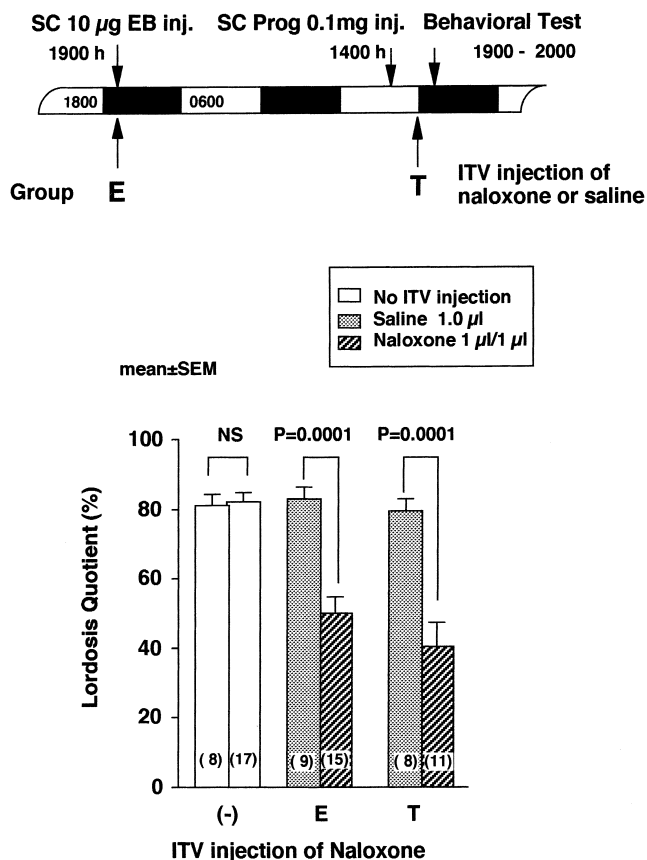 SC 10 µg EB inj. SC Prog 0.1mg inj. Behavioral Test
1900 h 1400 h 1900 - 2000
1800 0600
Group E T ITV injection of
naloxone or saline
No ITV injection
Saline 1.0 µl
Naloxone 1 µl/1 µl
mean±SEM
NS P=0.0001 P=0.0001
100
80
60
40
20
0
Lordosis Quotient (%)
( 8) (17) ( 9) (15) ( 8) (11)
(-) E T
ITV injection of Naloxone